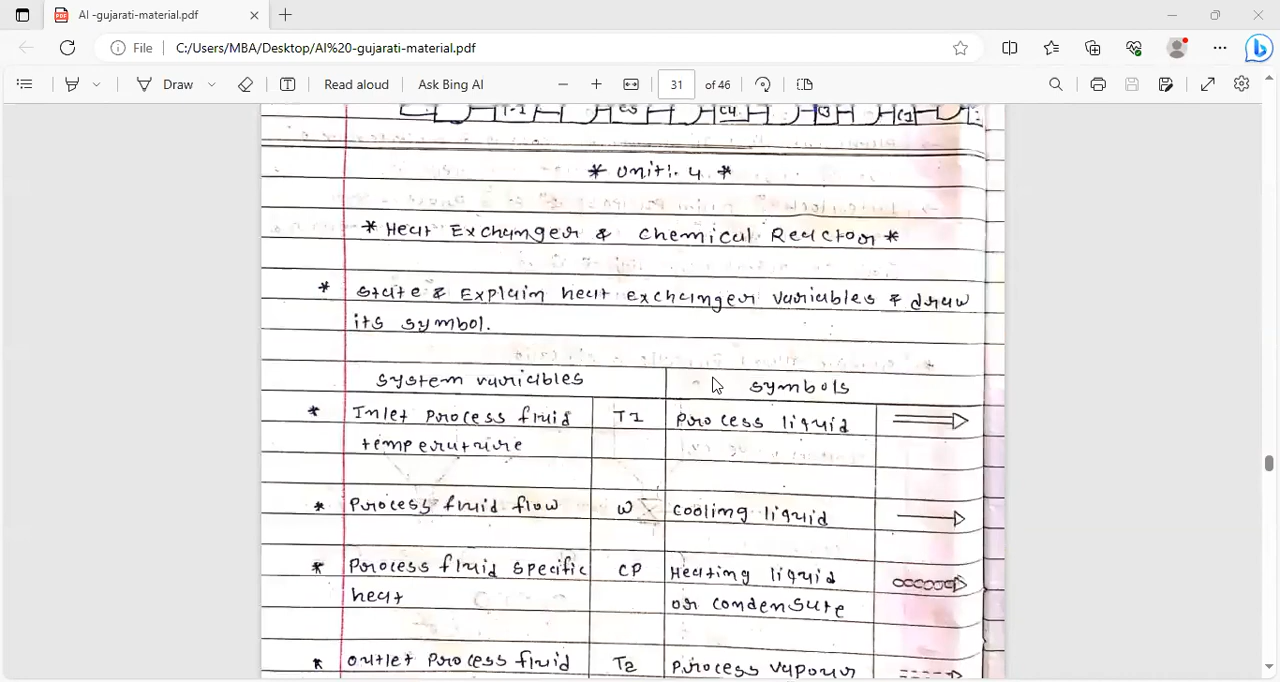 AI -gujarati-material.pdf
File C:/Users/MBA/Desktop/AI%20-gujarati-material.pdf
Draw Read aloud Ask Bing AI 31 of 46
* Unit:. 4 *
* Heat Exchanger & Chemical Reactor *
* State & Explain heat exchanger variables & draw
its symbol.
System variables symbols
* Inlet process fluid T1 process liquid
temperature
* Process fluid flow w cooling liquid
* Process fluid specific CP Heating liquid
heat or condensate
* outlet process fluid T2 process vapour